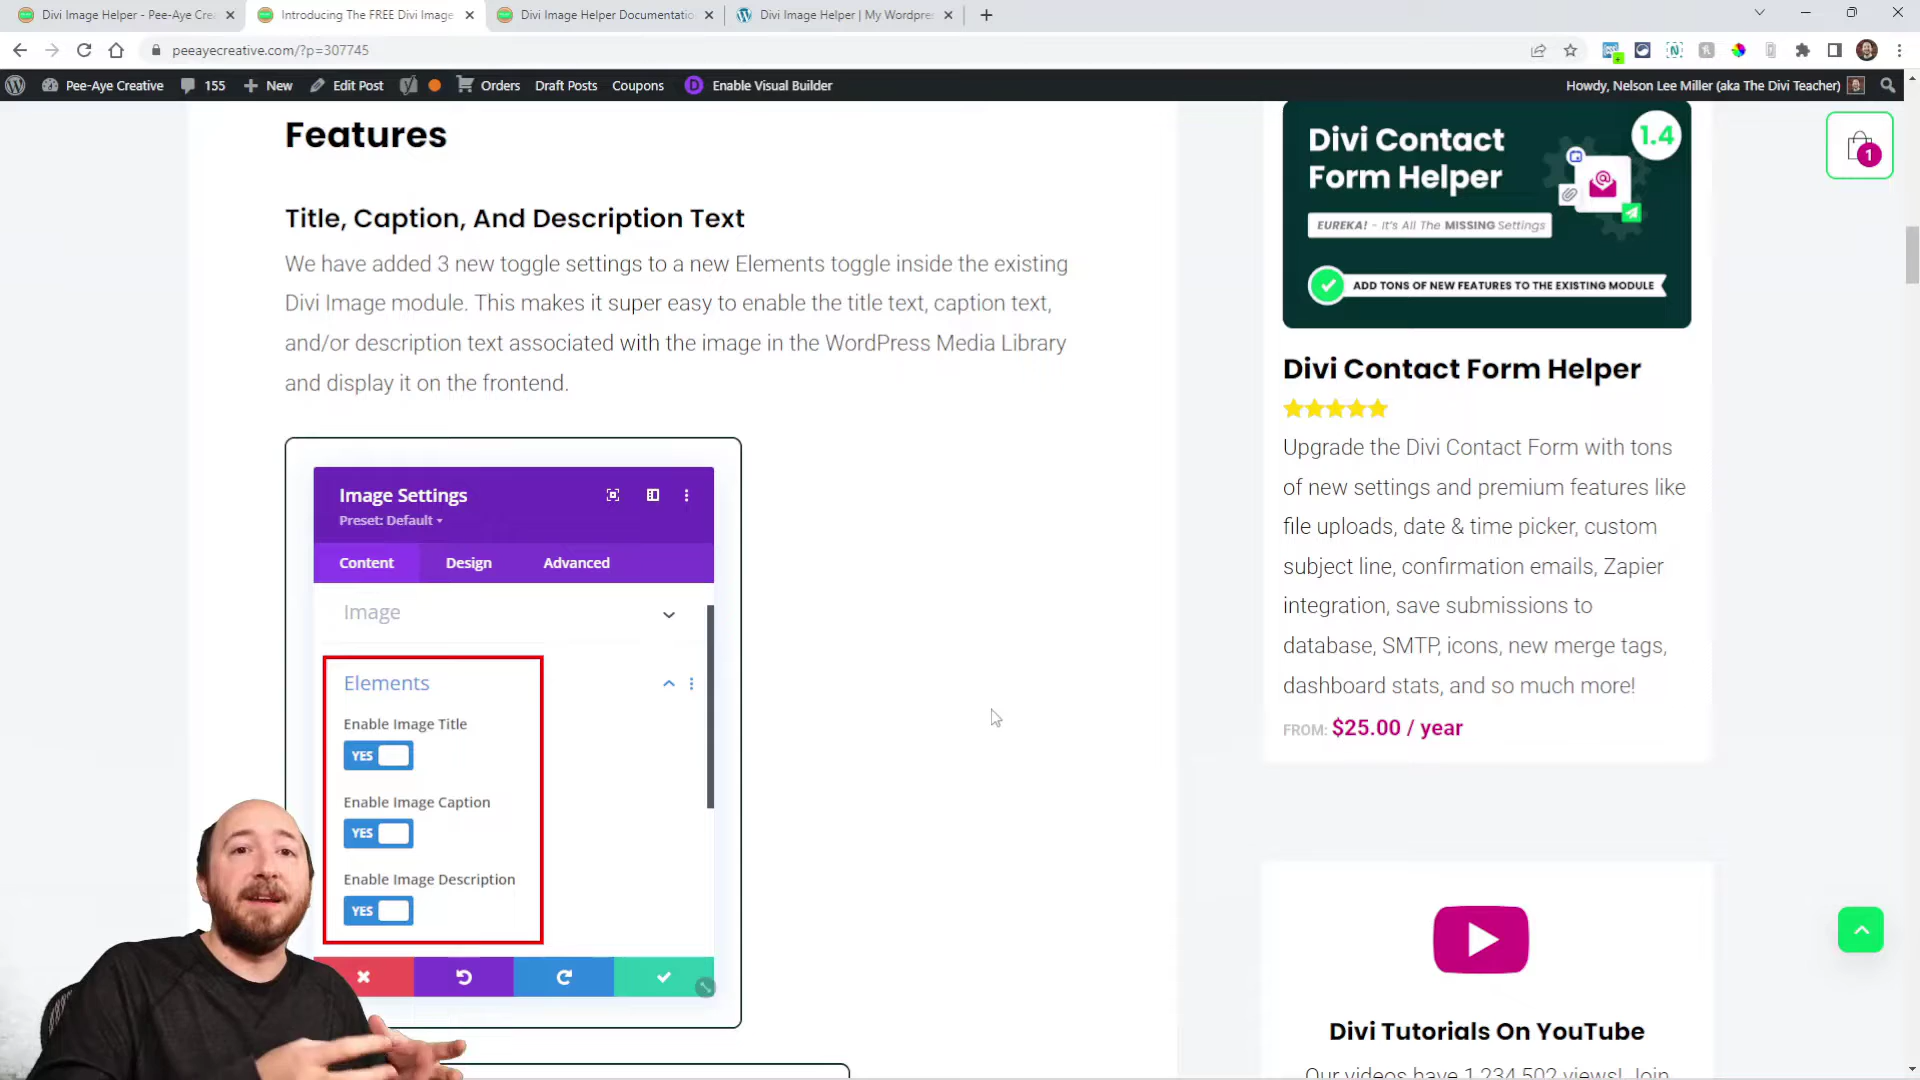 Divi Image Helper - Pee-Aye Crea
Introducing The FREE Divi Image
Divi Image Helper Documentatio
Divi Image Helper | My Wordpres
peeayecreative.com/?p=307745
Pee-Aye Creative
155
New
Edit Post
Orders
Draft Posts
Coupons
Enable Visual Builder
Howdy, Nelson Lee Miller (aka The Divi Teacher)
Features
Title, Caption, And Description Text
We have added 3 new toggle settings to a new Elements toggle inside the existing
Divi Image module. This makes it super easy to enable the title text, caption text,
and/or description text associated with the image in the WordPress Media Library
and display it on the frontend.
Image Settings
Preset: Default
Content
Design
Advanced
Image
Elements
Enable Image Title
YES
Enable Image Caption
YES
Enable Image Description
YES
Divi Contact
Form Helper
1.4
EUREKA! - It's All The MISSING Settings
ADD TONS OF NEW FEATURES TO THE EXISTING MODULE
1
Divi Contact Form Helper
Upgrade the Divi Contact Form with tons
of new settings and premium features like
file uploads, date & time picker, custom
subject line, confirmation emails, Zapier
integration, save submissions to
database, SMTP, icons, new merge tags,
dashboard stats, and so much more!
FROM: $25.00 / year
Divi Tutorials On YouTube
Our videos have 1,234,502 views! Join